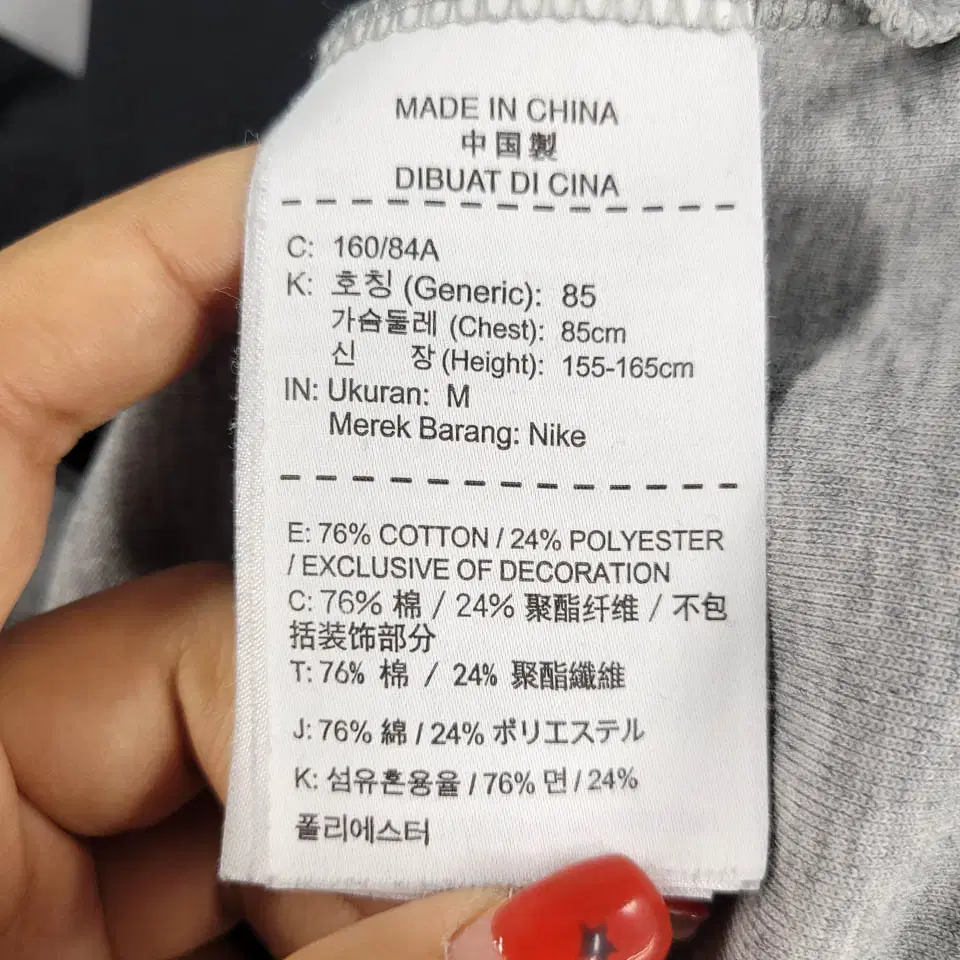 MADE IN CHINA
中国製
DIBUAT DI CINA
C: 160/84A
K: 호칭 (Generic): 85
가슴둘레 (Chest): 85cm
신 장 (Height): 155-165cm
IN: Ukuran: M
Merek Barang: Nike
E: 76% COTTON / 24% POLYESTER
/ EXCLUSIVE OF DECORATION
C: 76% 棉 / 24% 聚酯纤维 / 不包
括装饰部分
T: 76% 棉 / 24% 聚酯纖維
J: 76% 綿 / 24% ポリエステル
K: 섬유혼용율 / 76% 면 / 24%
폴리에스터